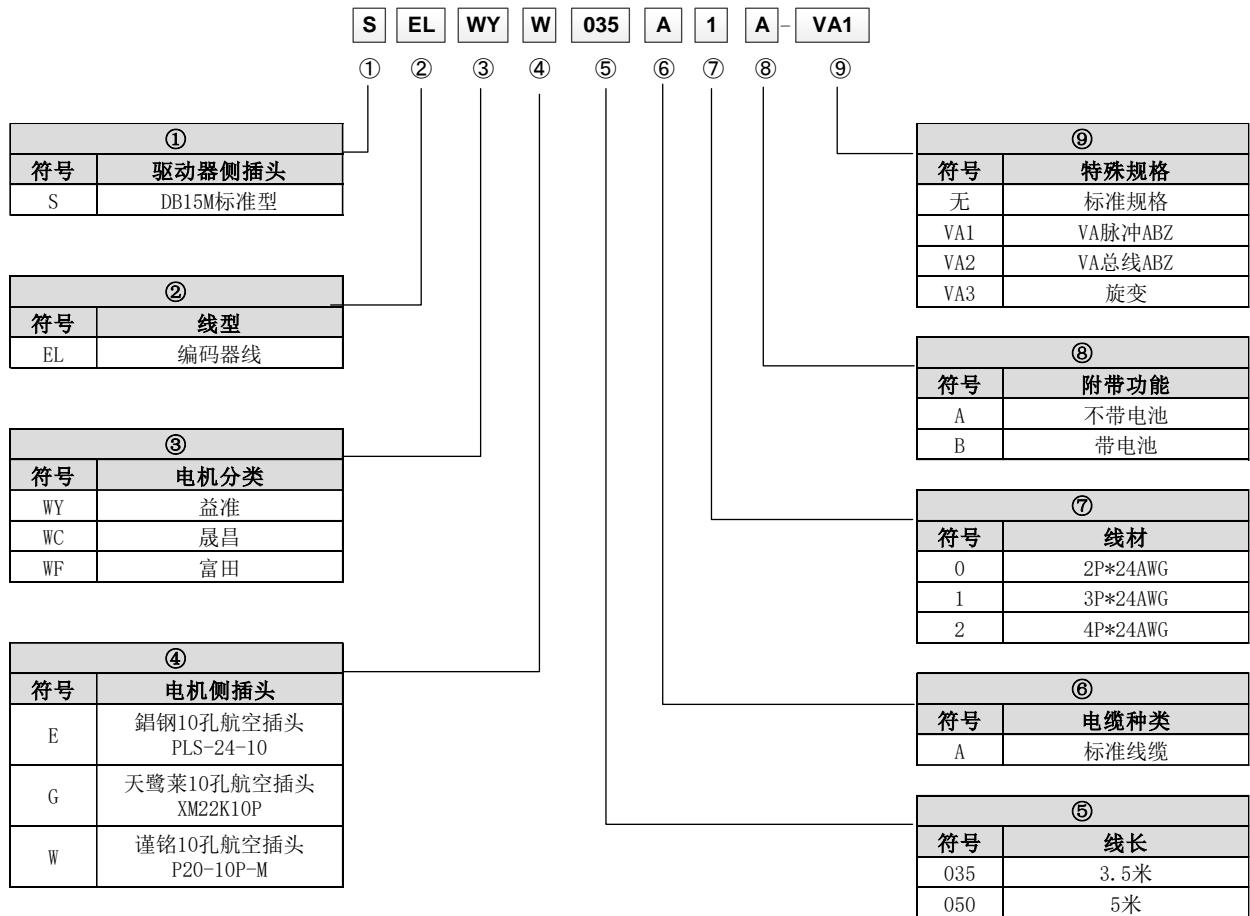 S EL WY W 035 A 1 A - VA1
① ② ③ ④ ⑤ ⑥ ⑦ ⑧ ⑨
①
符号 驱动器侧插头
S DB15M标准型
②
符号 线型
EL 编码器线
③
符号 电机分类
WY 益准
WC 晟昌
WF 富田
④
符号 电机侧插头
E 錩钢10孔航空插头
PLS-24-10
G 天鹭莱10孔航空插头
XM22K10P
W 谨铭10孔航空插头
P20-10P-M
⑨
符号 特殊规格
无 标准规格
VA1 VA脉冲ABZ
VA2 VA总线ABZ
VA3 旋变
⑧
符号 附带功能
A 不带电池
B 带电池
⑦
符号 线材
0 2P*24AWG
1 3P*24AWG
2 4P*24AWG
⑥
符号 电缆种类
A 标准线缆
⑤
符号 线长
035 3.5米
050 5米